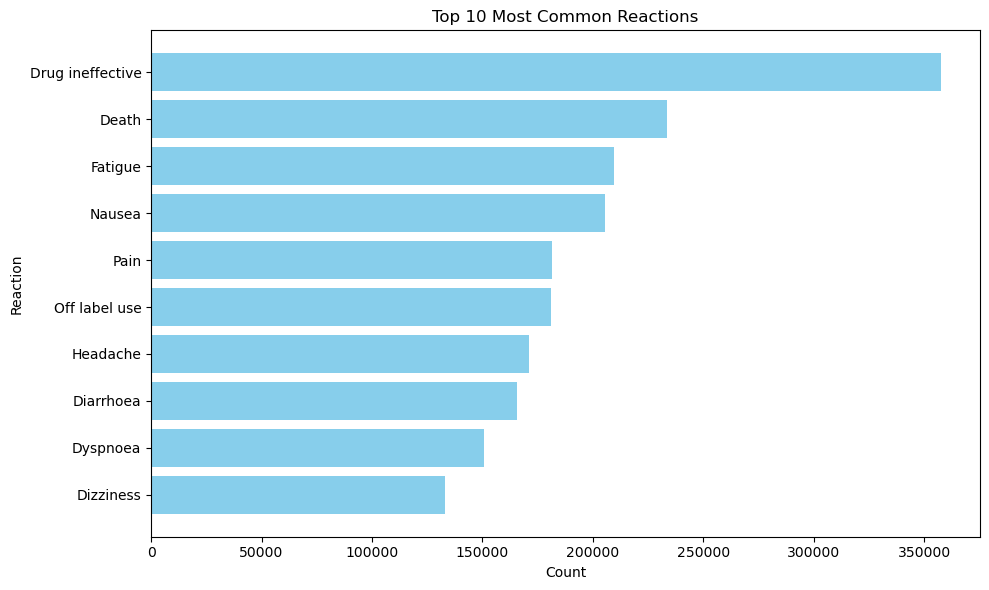 Top 10 Most Common Reactions
Reaction
Drug ineffective
Death
Fatigue
Nausea
Pain
Off label use
Headache
Diarrhoea
Dyspnoea
Dizziness
0 50000 100000 150000 200000 250000 300000 350000
Count